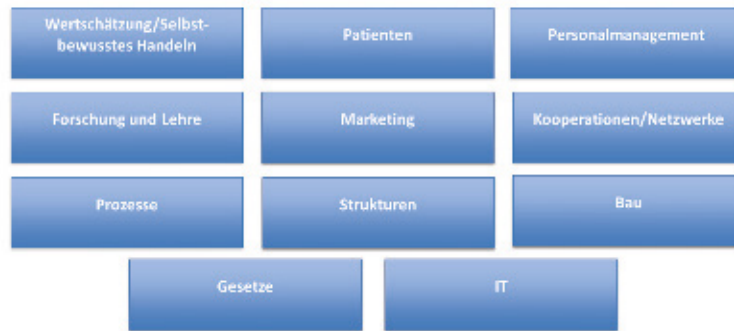 Wertschätzung/Selbst-
bewusstes Handeln
Patienten
Personalmanagement
Forschung und Lehre
Marketing
Kooperationen/Netzwerke
Prozesse
Strukturen
Bau
Gesetze
IT